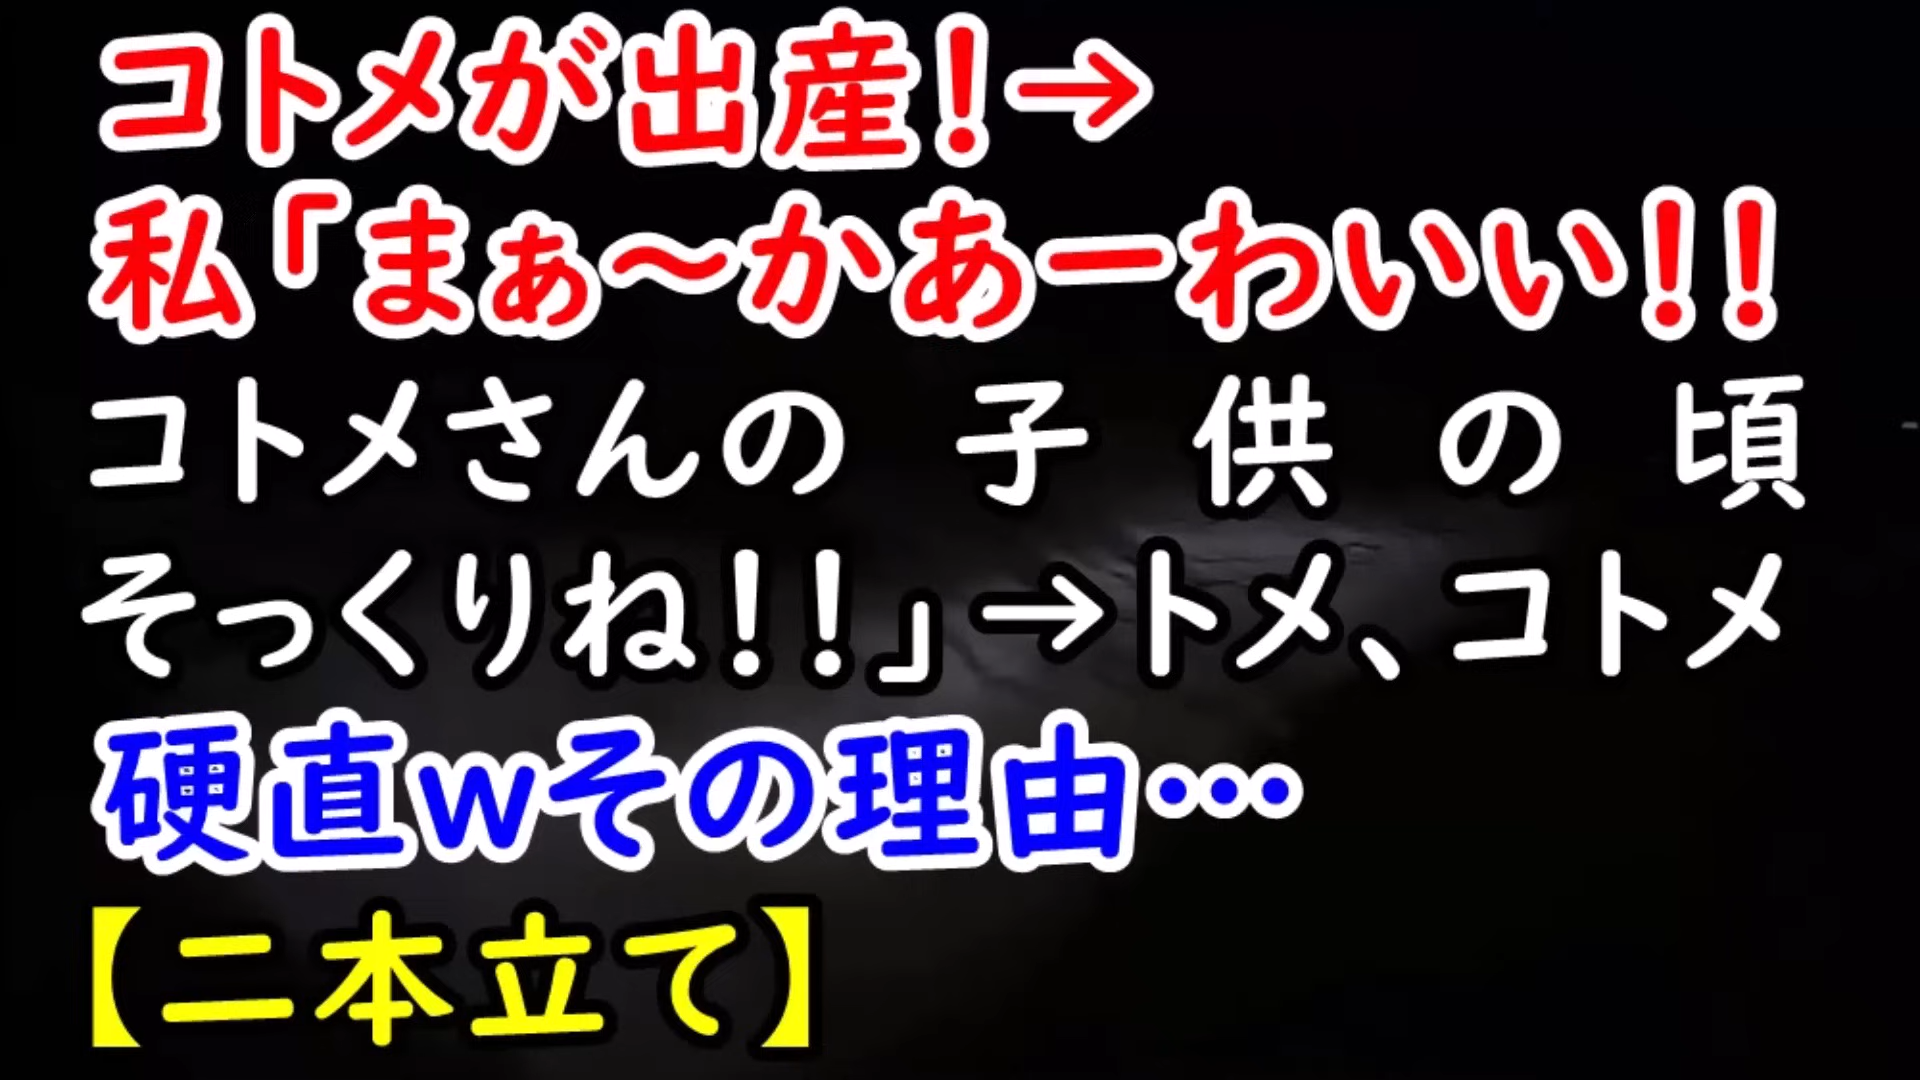 コトメが出産！→
私「まぁ～かあーわいい！！
コトメさんの子供の頃
そっくりね！！」→トメ、コトメ
硬直wその理由…
【二本立て】